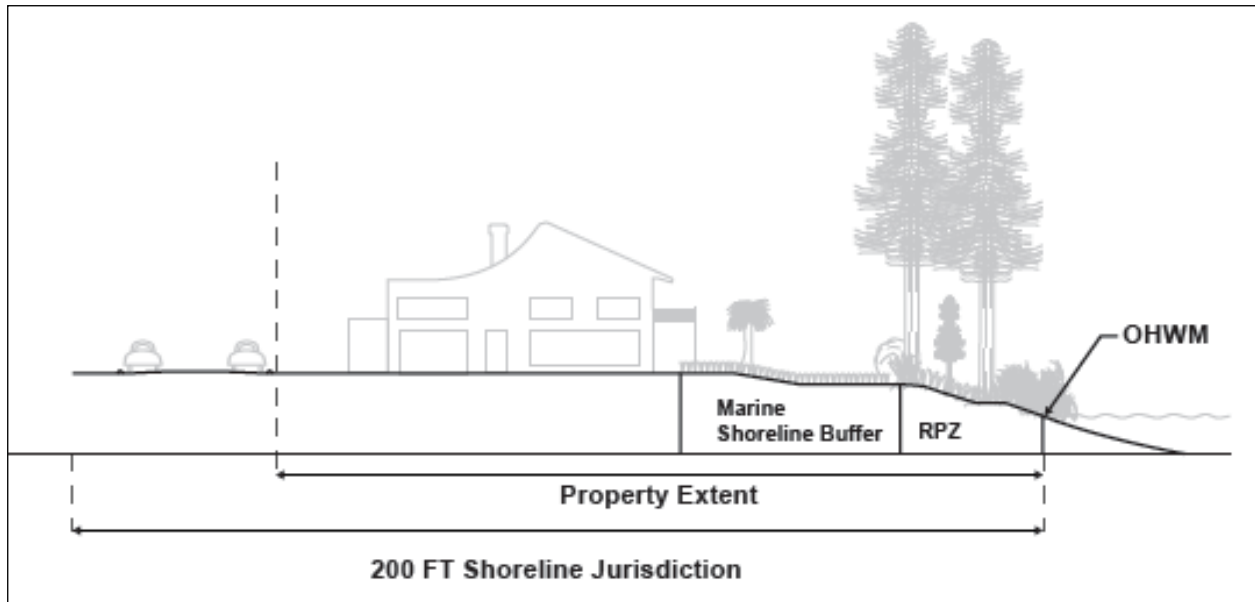 OHWM
Marine
Shoreline Buffer
RPZ
Property Extent
200 FT Shoreline Jurisdiction